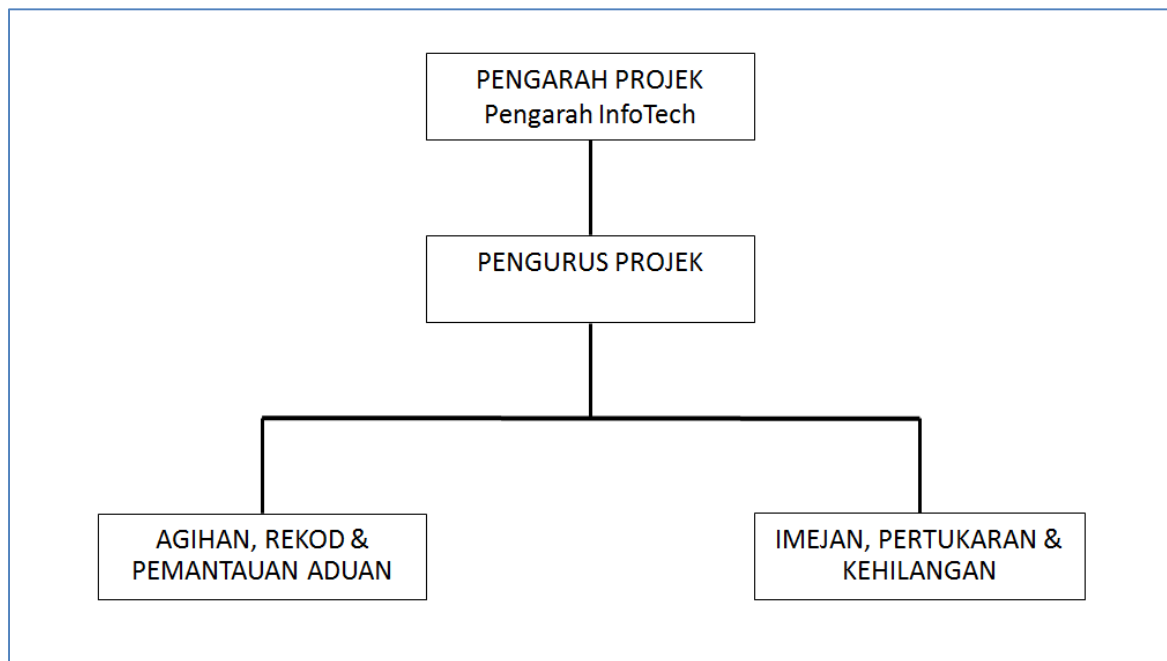 PENGARAH PROJEK
Pengarah InfoTech
PENGURUS PROJEK
AGIHAN, REKOD &
PEMANTAUAN ADUAN
IMEJAN, PERTUKARAN &
KEHILANGAN